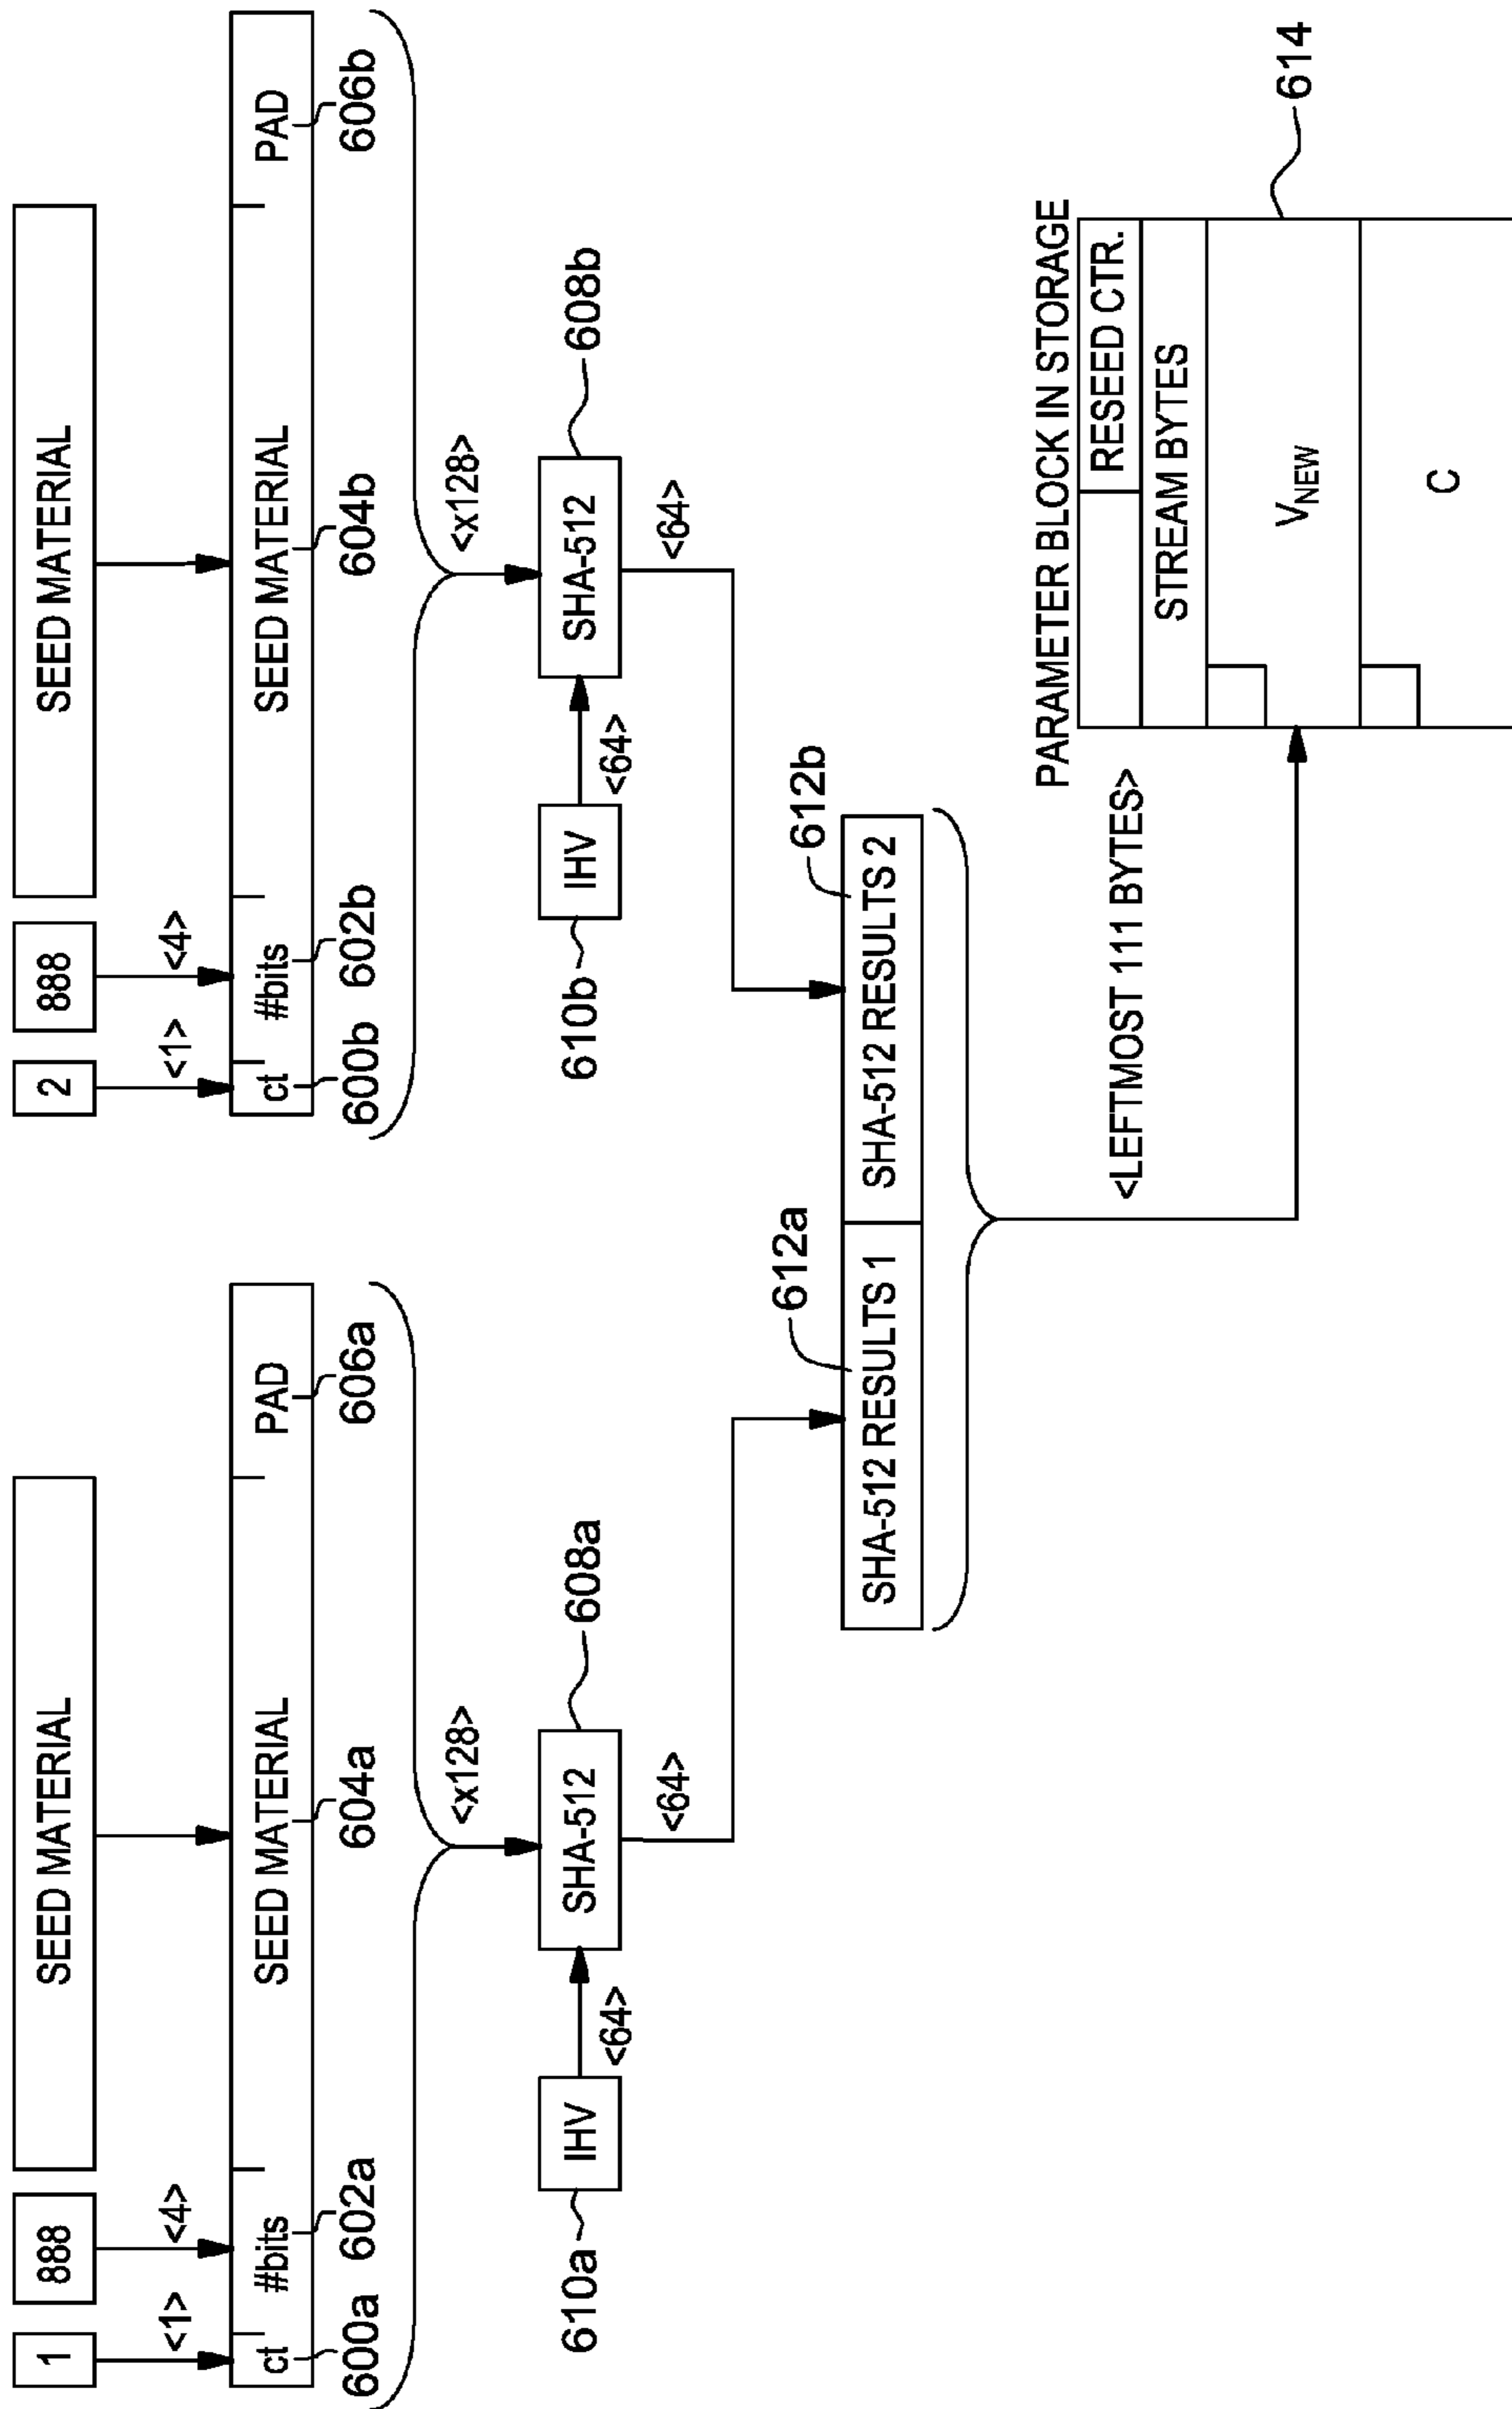 1
888
SEED MATERIAL
2
888
SEED MATERIAL
<1>
<4>
<1>
<4>
ct
#bits
SEED MATERIAL
PAD
ct
#bits
SEED MATERIAL
PAD
600a
602a
604a
606a
600b
602b
604b
606b
<x128>
<x128>
IHV
SHA-512
IHV
SHA-512
610a
<64>
608a
610b
<64>
608b
<64>
<64>
612a
612b
SHA-512 RESULTS 1
SHA-512 RESULTS 2
<LEFTMOST 111 BYTES>
PARAMETER BLOCK IN STORAGE
RESEED CTR.
STREAM BYTES
VNEW
614
C